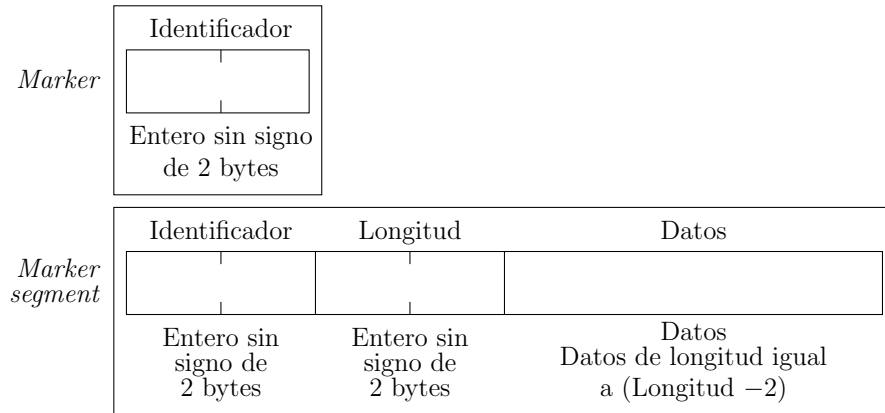 Identificador
Marker
Entero sin signo
de 2 bytes
Identificador Longitud Datos
Marker
segment
Entero sin
signo de
2 bytes
Entero sin
signo de
2 bytes
Datos
Datos de longitud igual
a (Longitud −2)